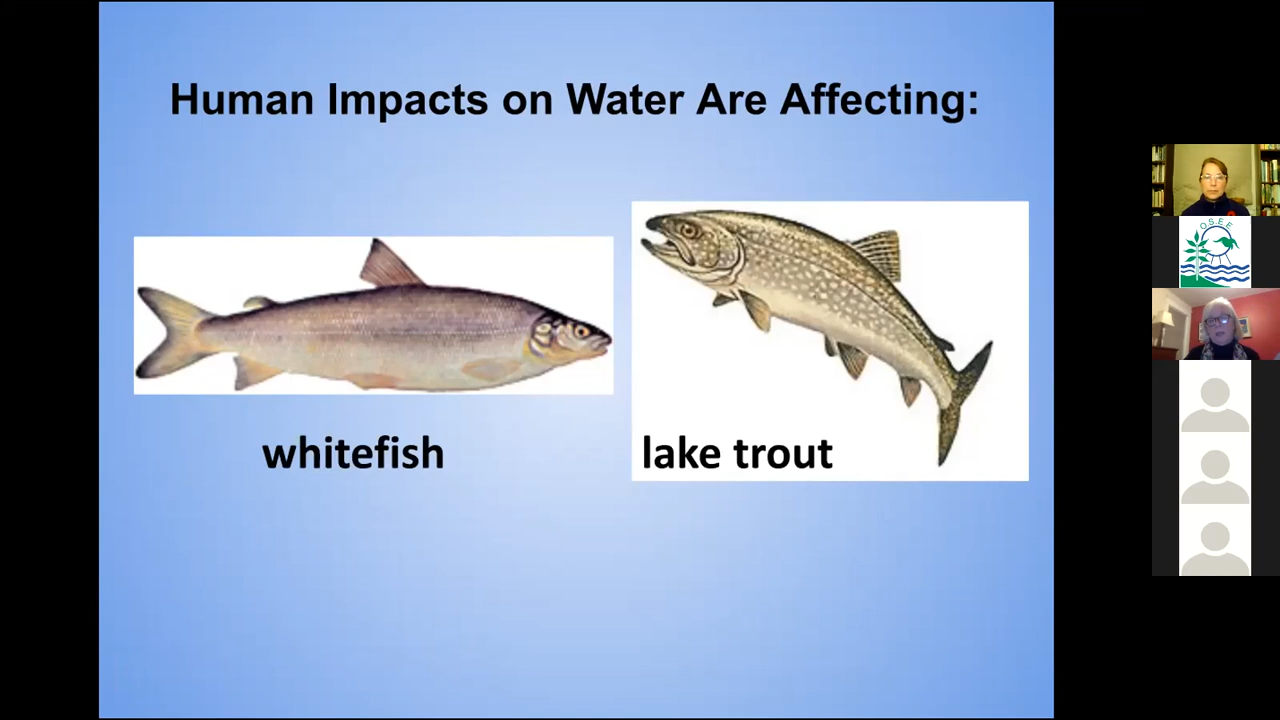 Human Impacts on Water Are Affecting:
whitefish
lake trout
O.S.E.E